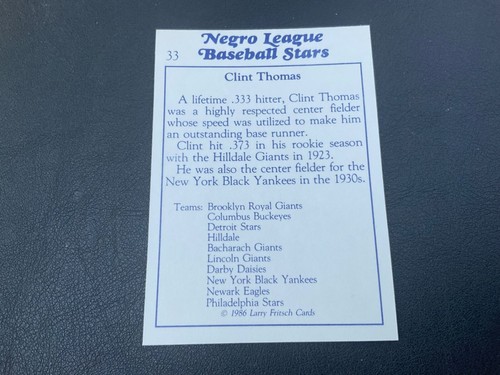 Negro League
33 Baseball Stars
Clint Thomas
A lifetime .333 hitter, Clint Thomas
was a highly respected center fielder
whose speed was utilized to make him
an outstanding base runner.
Clint hit .373 in his rookie season
with the Hilldale Giants in 1923.
He was also the center fielder for the
New York Black Yankees in the 1930s.
Teams: Brooklyn Royal Giants
Columbus Buckeyes
Detroit Stars
Hilldale
Bacharach Giants
Lincoln Giants
Darby Daisies
New York Black Yankees
Newark Eagles
Philadelphia Stars
© 1986 Larry Fritsch Cards